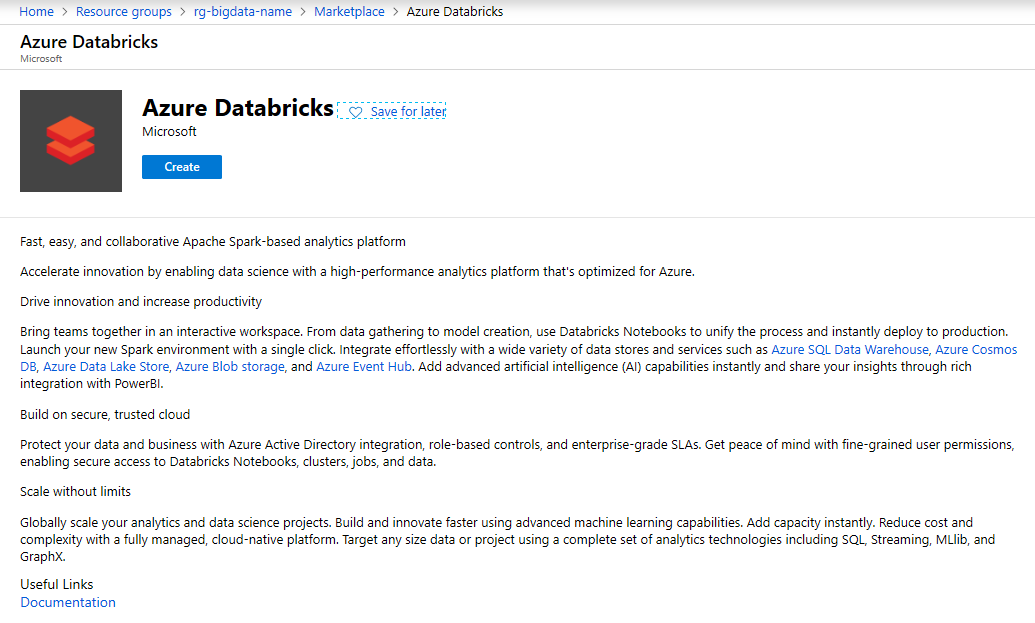 Home > Resource groups > rg-bigdata-name > Marketplace > Azure Databricks
Azure Databricks
Microsoft
Azure Databricks
Save for later
Microsoft
Create
Fast, easy, and collaborative Apache Spark-based analytics platform
Accelerate innovation by enabling data science with a high-performance analytics platform that's optimized for Azure.
Drive innovation and increase productivity
Bring teams together in an interactive workspace. From data gathering to model creation, use Databricks Notebooks to unify the process and instantly deploy to production.
Launch your new Spark environment with a single click. Integrate effortlessly with a wide variety of data stores and services such as Azure SQL Data Warehouse, Azure Cosmos
DB, Azure Data Lake Store, Azure Blob storage, and Azure Event Hub. Add advanced artificial intelligence (AI) capabilities instantly and share your insights through rich
integration with PowerBI.
Build on secure, trusted cloud
Protect your data and business with Azure Active Directory integration, role-based controls, and enterprise-grade SLAs. Get peace of mind with fine-grained user permissions,
enabling secure access to Databricks Notebooks, clusters, jobs, and data.
Scale without limits
Globally scale your analytics and data science projects. Build and innovate faster using advanced machine learning capabilities. Add capacity instantly. Reduce cost and
complexity with a fully managed, cloud-native platform. Target any size data or project using a complete set of analytics technologies including SQL, Streaming, MLlib, and
GraphX.
Useful Links
Documentation